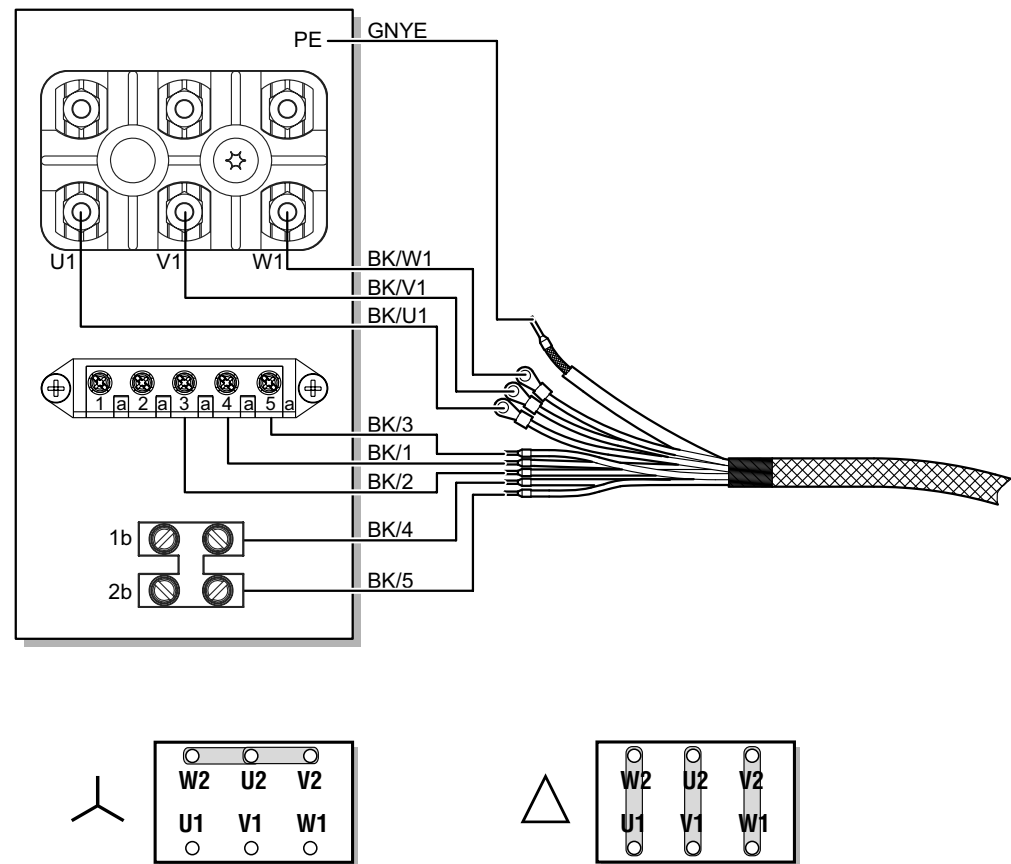 PE GNYE
U1 V1 W1
BK/W1
BK/V1
BK/U1
1 a 2 a 3 a 4 a 5 a
BK/3
BK/1
BK/2
1b BK/4
2b BK/5
W2 U2 V2
U1 V1 W1
W2 U2 V2
U1 V1 W1